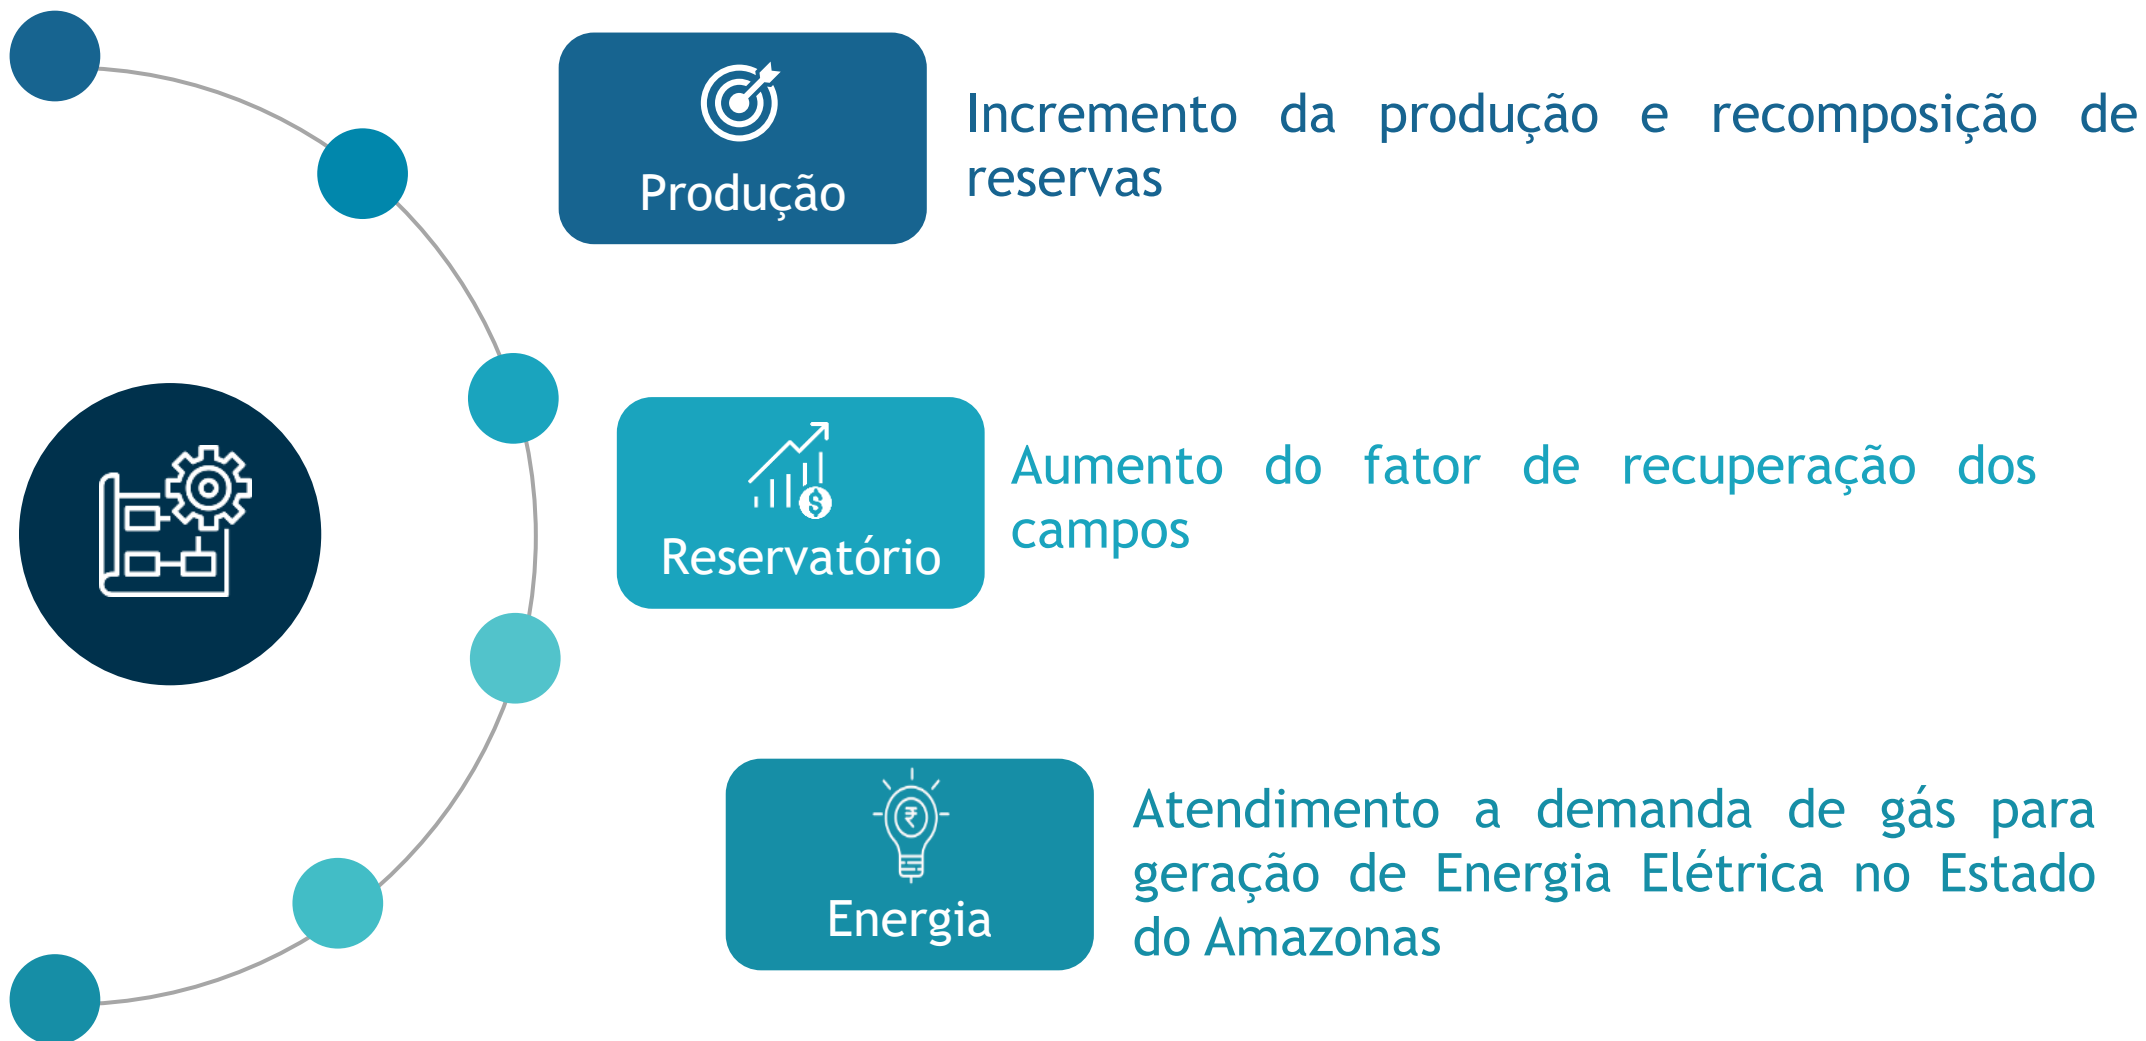 Produção
Incremento da produção e recomposição de
reservas
$
Reservatório
Aumento do fator de recuperação dos
campos
₹
Energia
Atendimento a demanda de gás para
geração de Energia Elétrica no Estado
do Amazonas